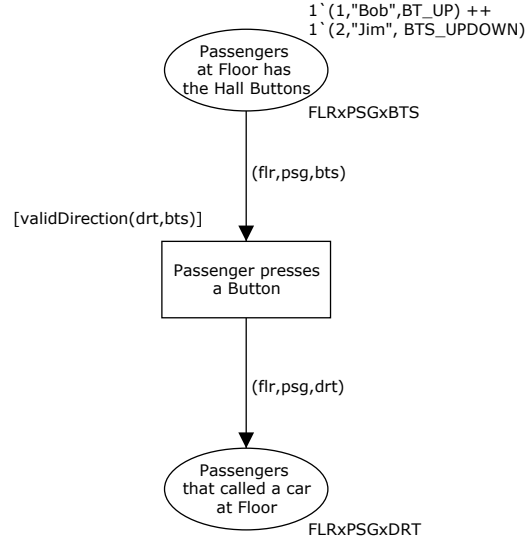 1`(1,"Bob",BT_UP) ++
1`(2,"Jim", BTS_UPDOWN)
Passengers
at Floor has
the Hall Buttons
FLRxPSGxBTS
(flr,psg,bts)
[validDirection(drt,bts)]
Passenger presses
a Button
(flr,psg,drt)
Passengers
that called a car
at Floor
FLRxPSGxDRT